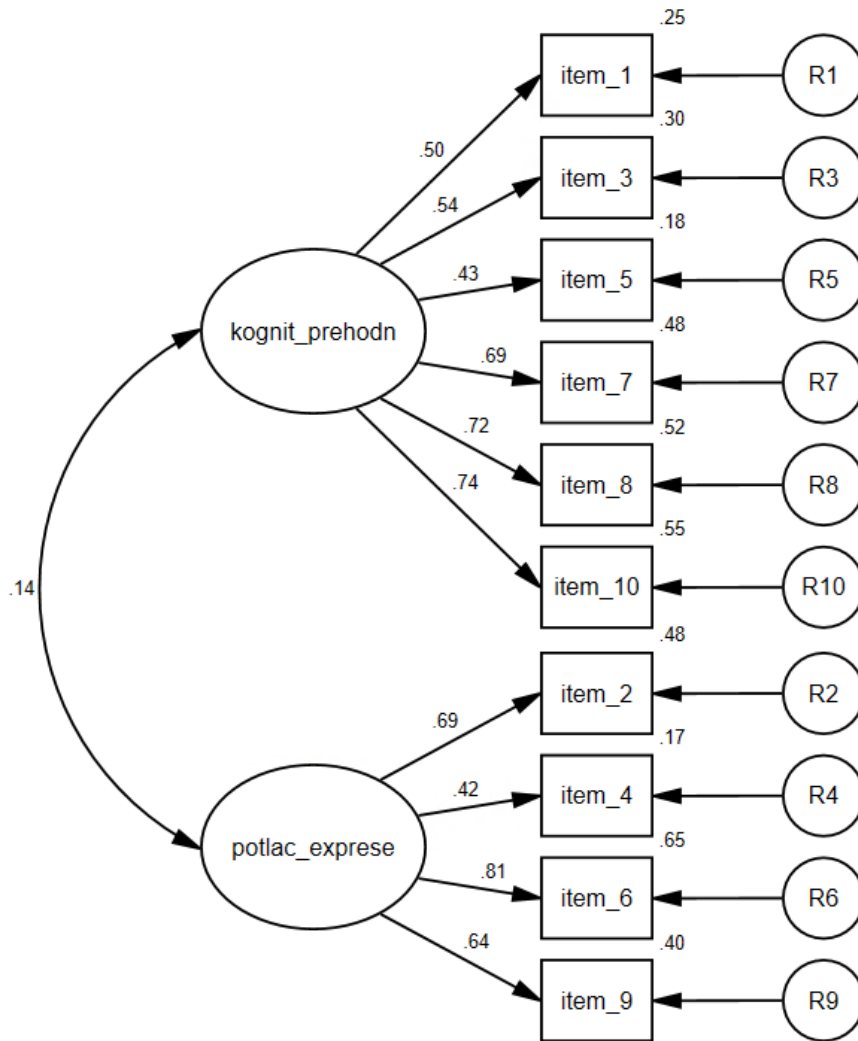 .25
item_1
R1
.50
.30
item_3
R3
.54
.18
item_5
R5
.43
kognit_prehodn
.48
item_7
R7
.69
.52
item_8
R8
.72
.55
item_10
R10
.74
.14
.48
item_2
R2
.69
.17
item_4
R4
.42
potlac_exprese
.65
item_6
R6
.81
.40
item_9
R9
.64